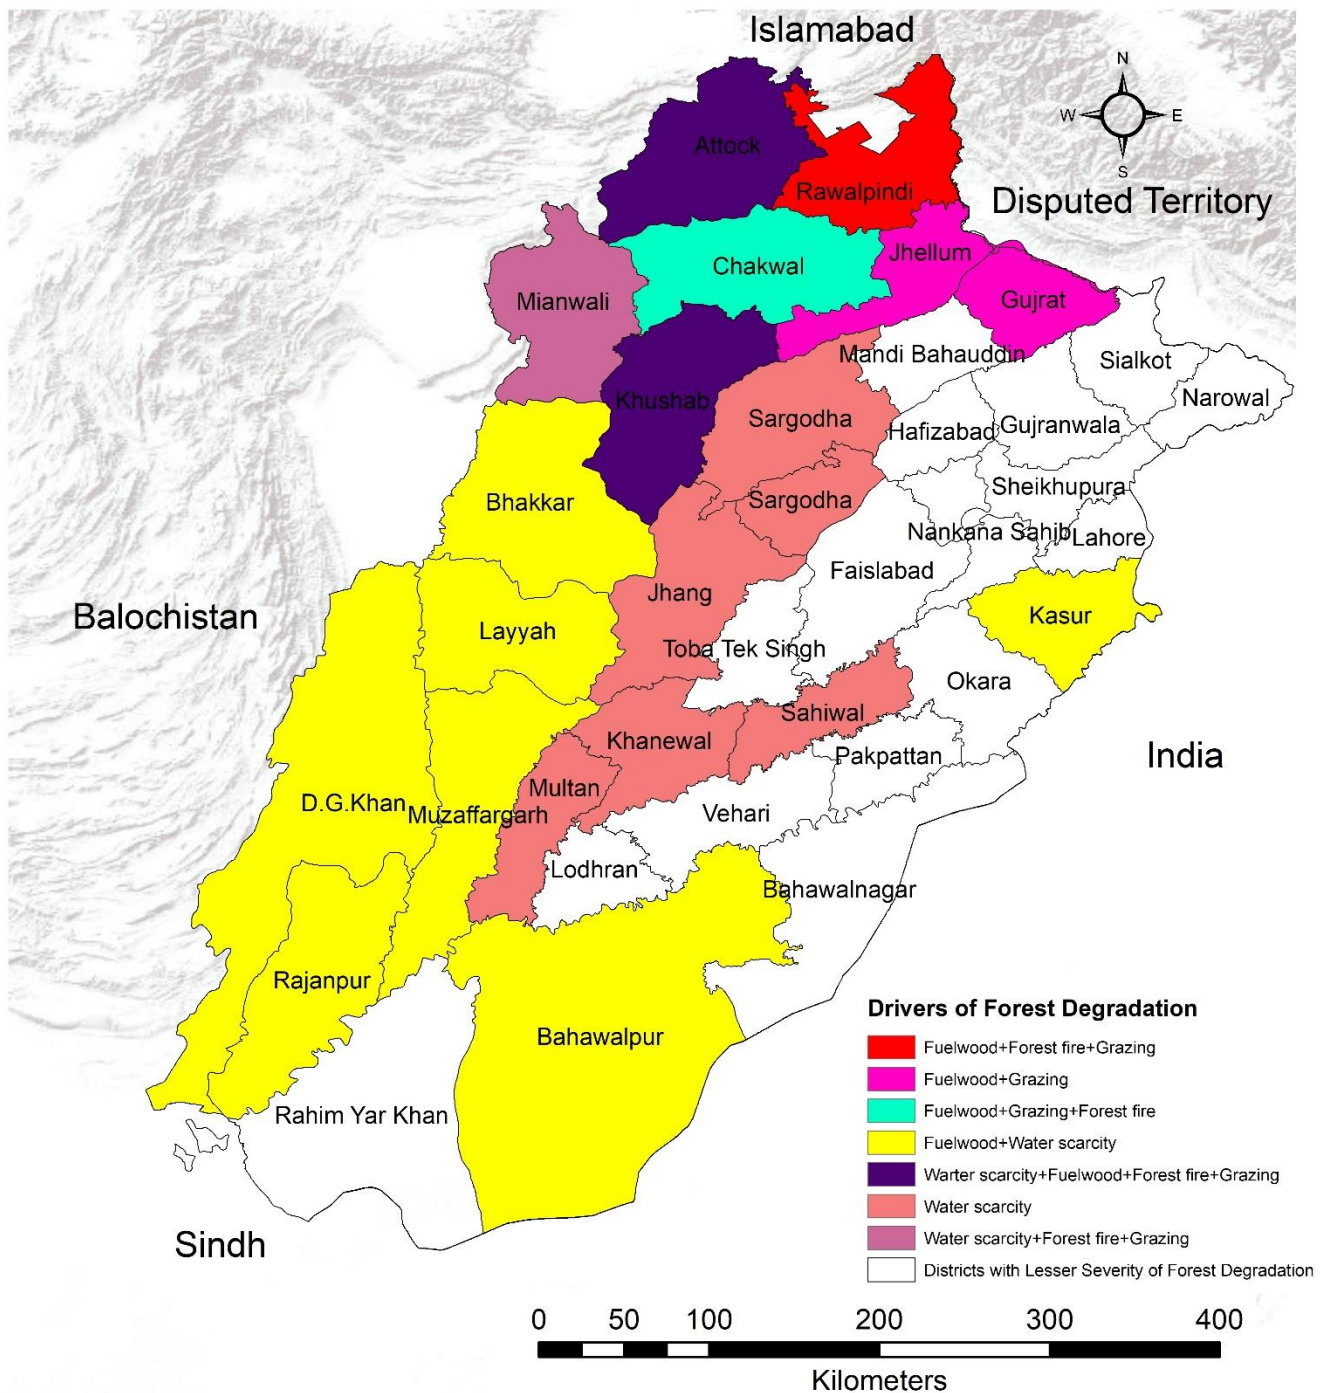 Islamabad
N
W
E
S
Attock
Rawalpindi
Disputed Territory
Chakwal
Jhellum
Mianwali
Gujrat
Mandi Bahauddin
Sialkot
Narowal
Khushab
Sargodha
Hafizabad
Gujranwala
Bhakkar
Sargodha
Sheikhupura
Nankana Sahib
Lahore
Faislabad
Jhang
Balochistan
Layyah
Kasur
Toba Tek Singh
Okara
Sahiwal
Khanewal
Pakpattan
India
Multan
D.G.Khan
Muzaffargarh
Vehari
Lodhran
Bahawalnagar
Rajanpur
Bahawalpur
Rahim Yar Khan
Sindh
Drivers of Forest Degradation
Fuelwood+Forest fire+Grazing
Fuelwood+Grazing
Fuelwood+Grazing+Forest fire
Fuelwood+Water scarcity
Warter scarcity+Fuelwood+Forest fire+Grazing
Water scarcity
Water scarcity+Forest fire+Grazing
Districts with Lesser Severity of Forest Degradation
0 50 100 200 300 400
Kilometers